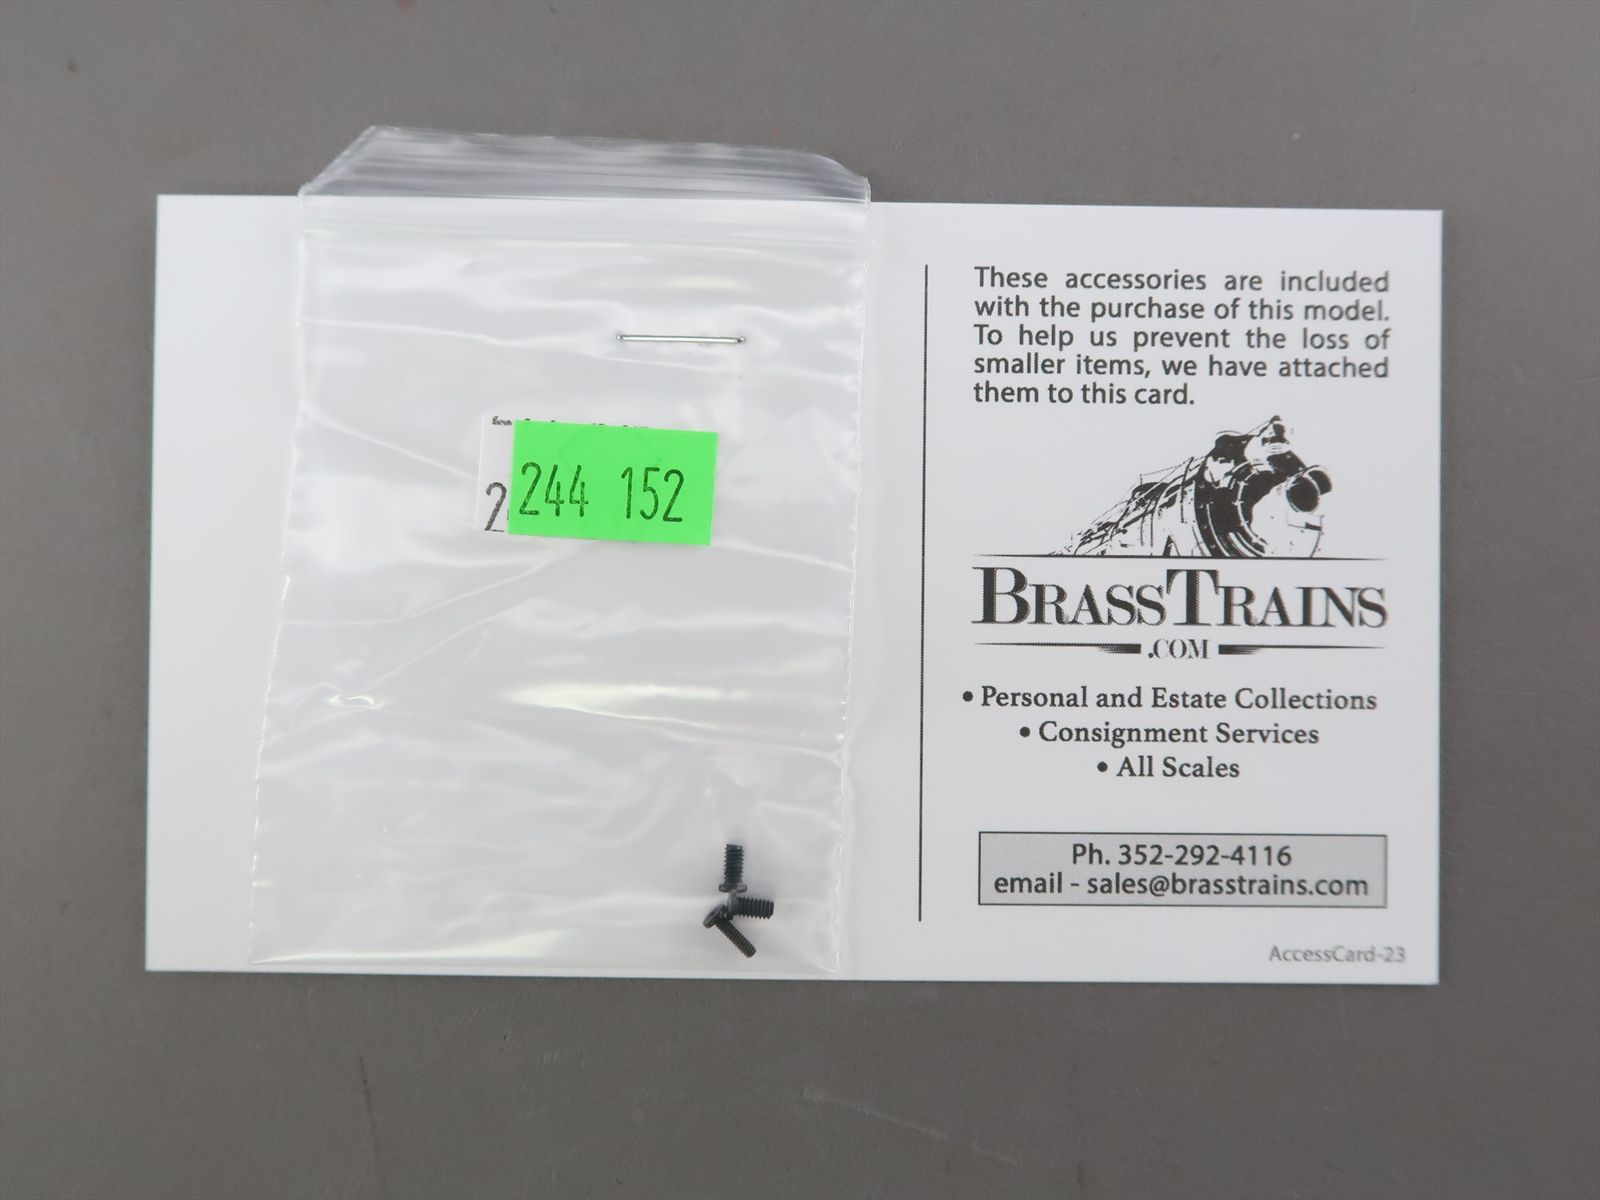 244 152
These accessories are included
with the purchase of this model.
To help us prevent the loss of
smaller items, we have attached
them to this card.
BRASSTRAINS
.COM
• Personal and Estate Collections
• Consignment Services
• All Scales
Ph. 352-292-4116
email - sales@brasstrains.com
AccessCard-23